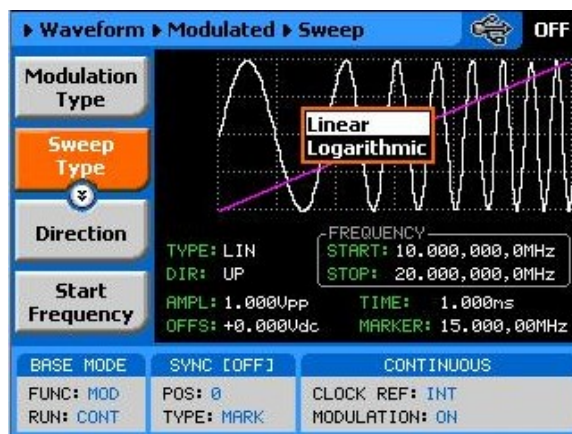 Waveform Modulated Sweep OFF
Modulation
Type
Sweep
Type
Direction
Start
Frequency
Linear
Logarithmic
TYPE: LIN
DIR: UP
FREQUENCY
START: 10.000,000,0MHz
STOP: 20.000,000,0MHz
AMPL: 1.000Vpp TIME: 1.000ms
OFFS: +0.000Vdc MARKER: 15.000,00MHz
BASE MODE
FUNC: MOD
RUN: CONT
SYNC [OFF]
POS: 0
TYPE: MARK
CONTINUOUS
CLOCK REF: INT
MODULATION: ON